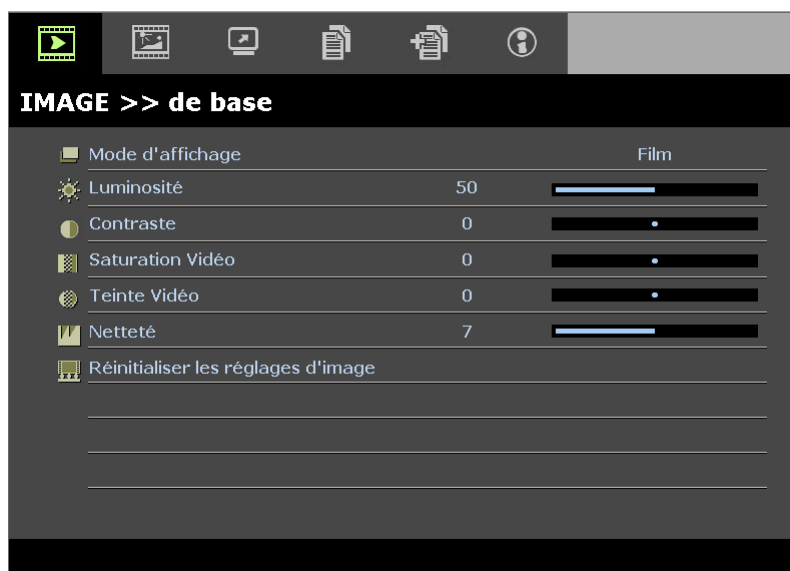 IMAGE >> de base
Mode d'affichage Film
Luminosité 50
Contraste 0
Saturation Vidéo 0
Teinte Vidéo 0
Netteté 7
Réinitialiser les réglages d'image